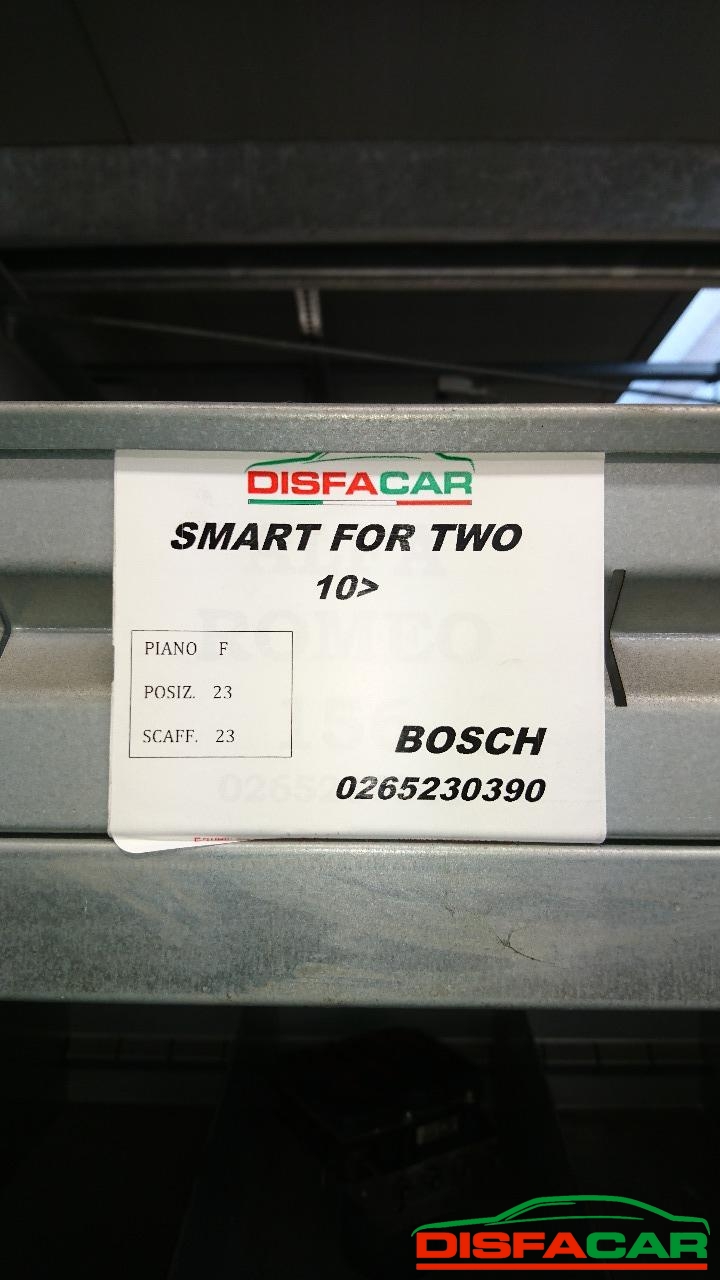 DISFACAR
SMART FOR TWO
10>
PIANO F
POSIZ. 23
SCAFF. 23
BOSCH
0265230390
DISFACAR